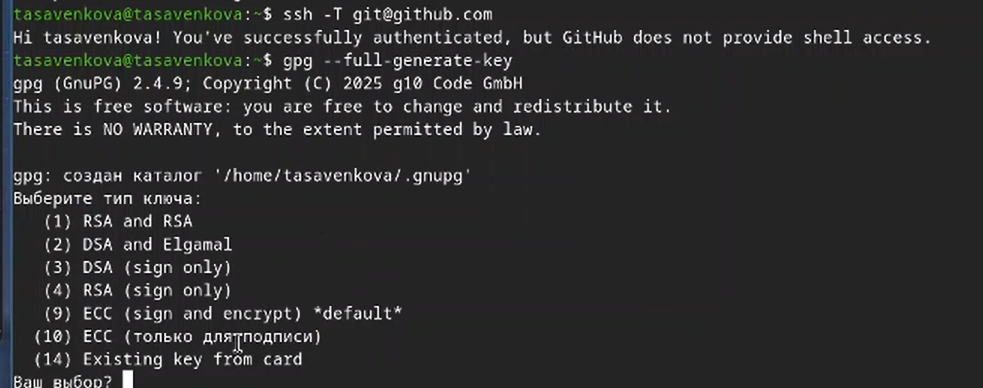 tasavenkova@tasavenkova:~$ ssh -T git@github.com
Hi tasavenkova! You've successfully authenticated, but GitHub does not provide shell access.
tasavenkova@tasavenkova:~$ gpg --full-generate-key
gpg (GnuPG) 2.4.9; Copyright (C) 2025 g10 Code GmbH
This is free software: you are free to change and redistribute it.
There is NO WARRANTY, to the extent permitted by law.
gpg: создан каталог '/home/tasavenkova/.gnupg'
Выберите тип ключа:
(1) RSA and RSA
(2) DSA and Elgamal
(3) DSA (sign only)
(4) RSA (sign only)
(9) ECC (sign and encrypt) *default*
(10) ECC (только для подписи)
(14) Existing key from card
Ваш выбор?